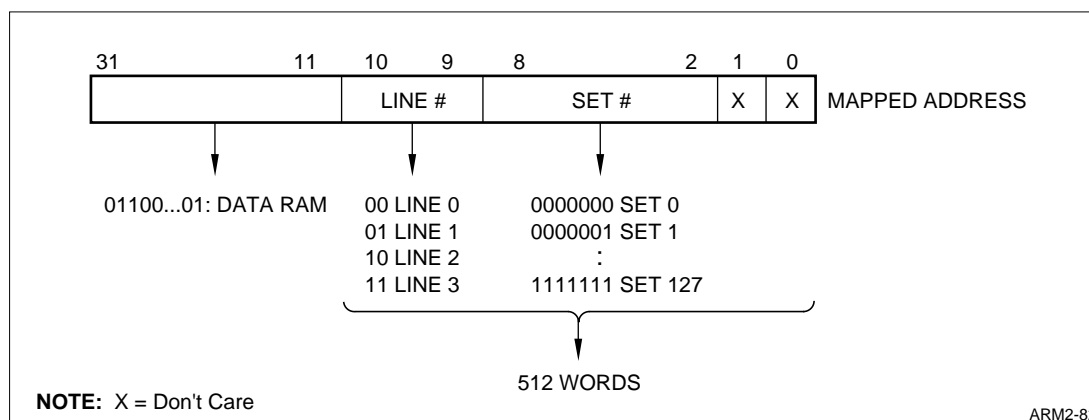 31 11 10 9 8 2 1 0
LINE # SET # X X MAPPED ADDRESS
01100...01: DATA RAM 00 LINE 0 0000000 SET 0
01 LINE 1 0000001 SET 1
10 LINE 2 :
11 LINE 3 1111111 SET 127
512 WORDS
NOTE: X = Don't Care
ARM2-8